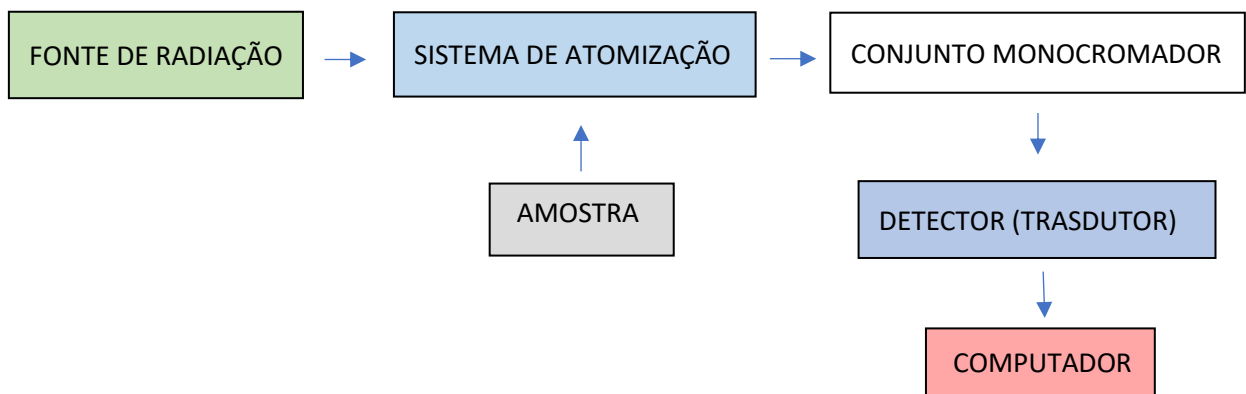 FONTE DE RADIAÇÃO
SISTEMA DE ATOMIZAÇÃO
CONJUNTO MONOCROMADOR
AMOSTRA
DETECTOR (TRASDUTOR)
COMPUTADOR